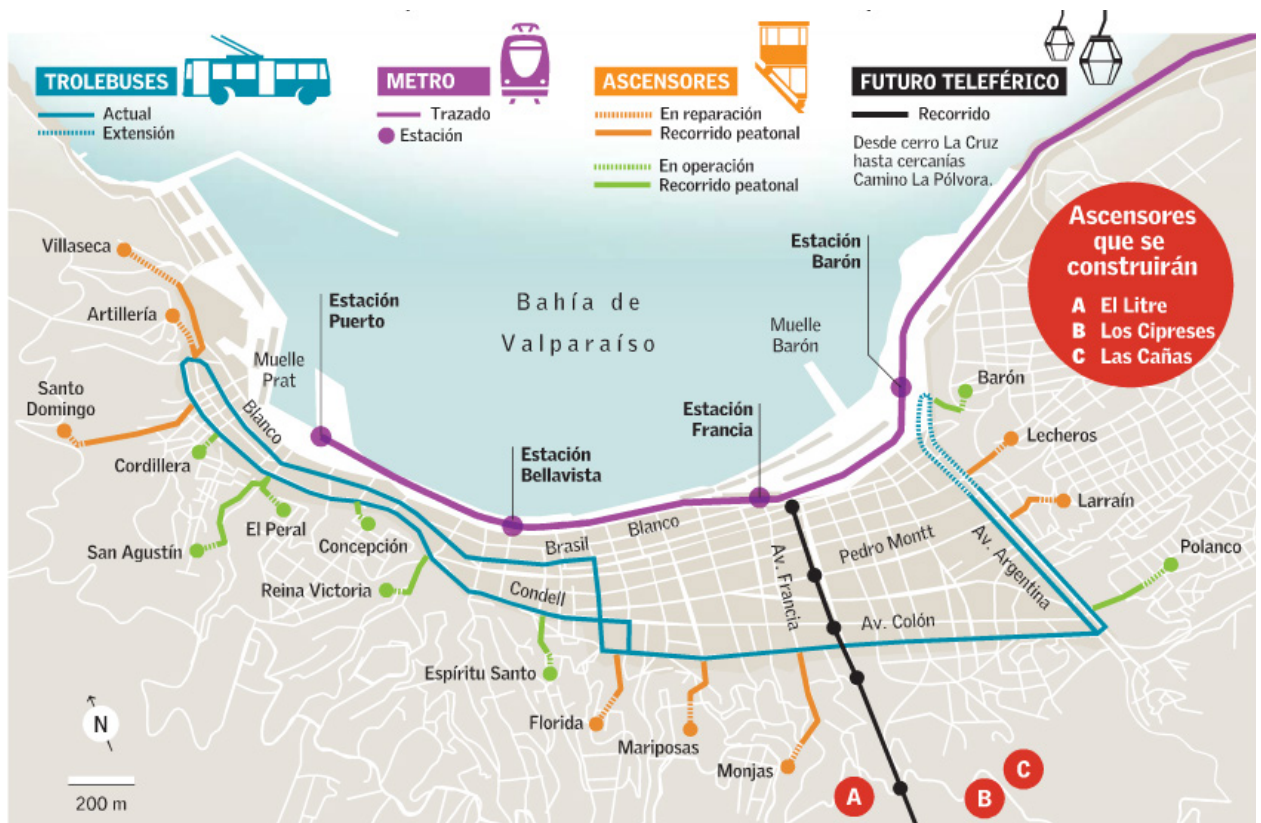 TROLEBUSES
Actual
Extensión
METRO
Trazado
Estación
ASCENSORES
En reparación
Recorrido peatonal
En operación
Recorrido peatonal
FUTURO TELEFÉRICO
Recorrido
Desde cerro La Cruz
hasta cercanías
Camino La Pólvora.
Ascensores
que se
construirán
A El Litre
B Los Cipreses
C Las Cañas
Villaseca
Artillería
Santo
Domingo
Muelle
Prat
Estación
Puerto
Bahía de
Valparaíso
Estación
Barón
Muelle
Barón
Barón
Blanco
Cordillera
Estación
Bellavista
Estación
Francia
Lecheros
Larraín
San Agustín
El Peral
Concepción
Brasil
Blanco
Pedro Montt
Av. Argentina
Polanco
Reina Victoria
Condell
Av. Francia
Av. Colón
Espíritu Santo
Florida
Mariposas
Monjas
N
200 m
A
B
C